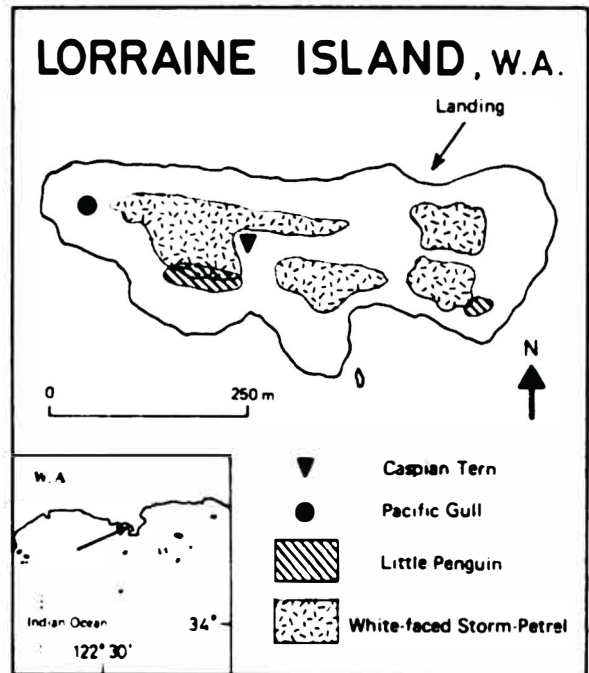 LORRAINE ISLAND, W.A.
Landing
N
0 250 m
W.A
Indian Ocean
34°
122° 30'
Caspian Tern
Pacific Gull
Little Penguin
White-faced Storm-Petrel